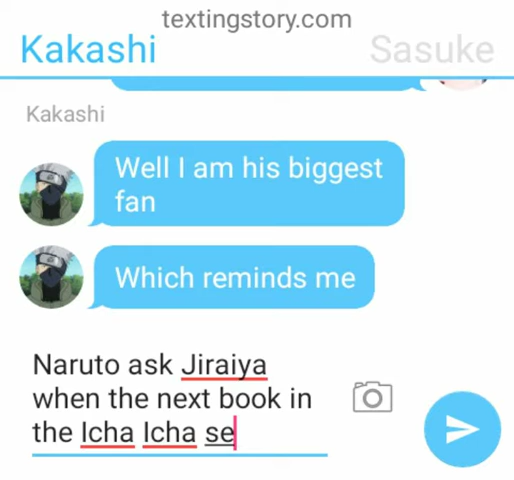 textingstory.com
Kakashi
Sasuke
Kakashi
Well I am his biggest
fan
Which reminds me
Naruto ask Jiraiya
when the next book in
the Icha Icha se